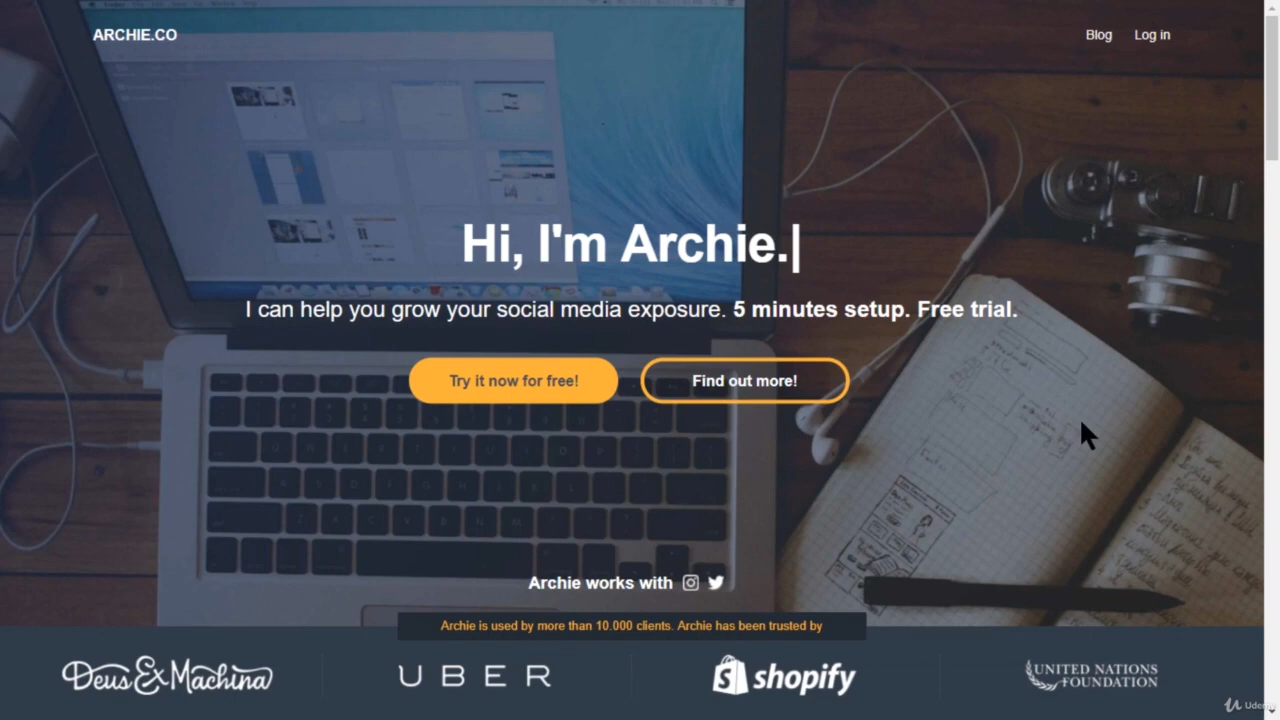 ARCHIE.CO
Blog
Log in
Hi, I'm Archie.|
I can help you grow your social media exposure. 5 minutes setup. Free trial.
Try it now for free!
Find out more!
Archie works with
Archie is used by more than 10.000 clients. Archie has been trusted by
Deus Ex Machina
UBER
shopify
UNITED NATIONS
FOUNDATION